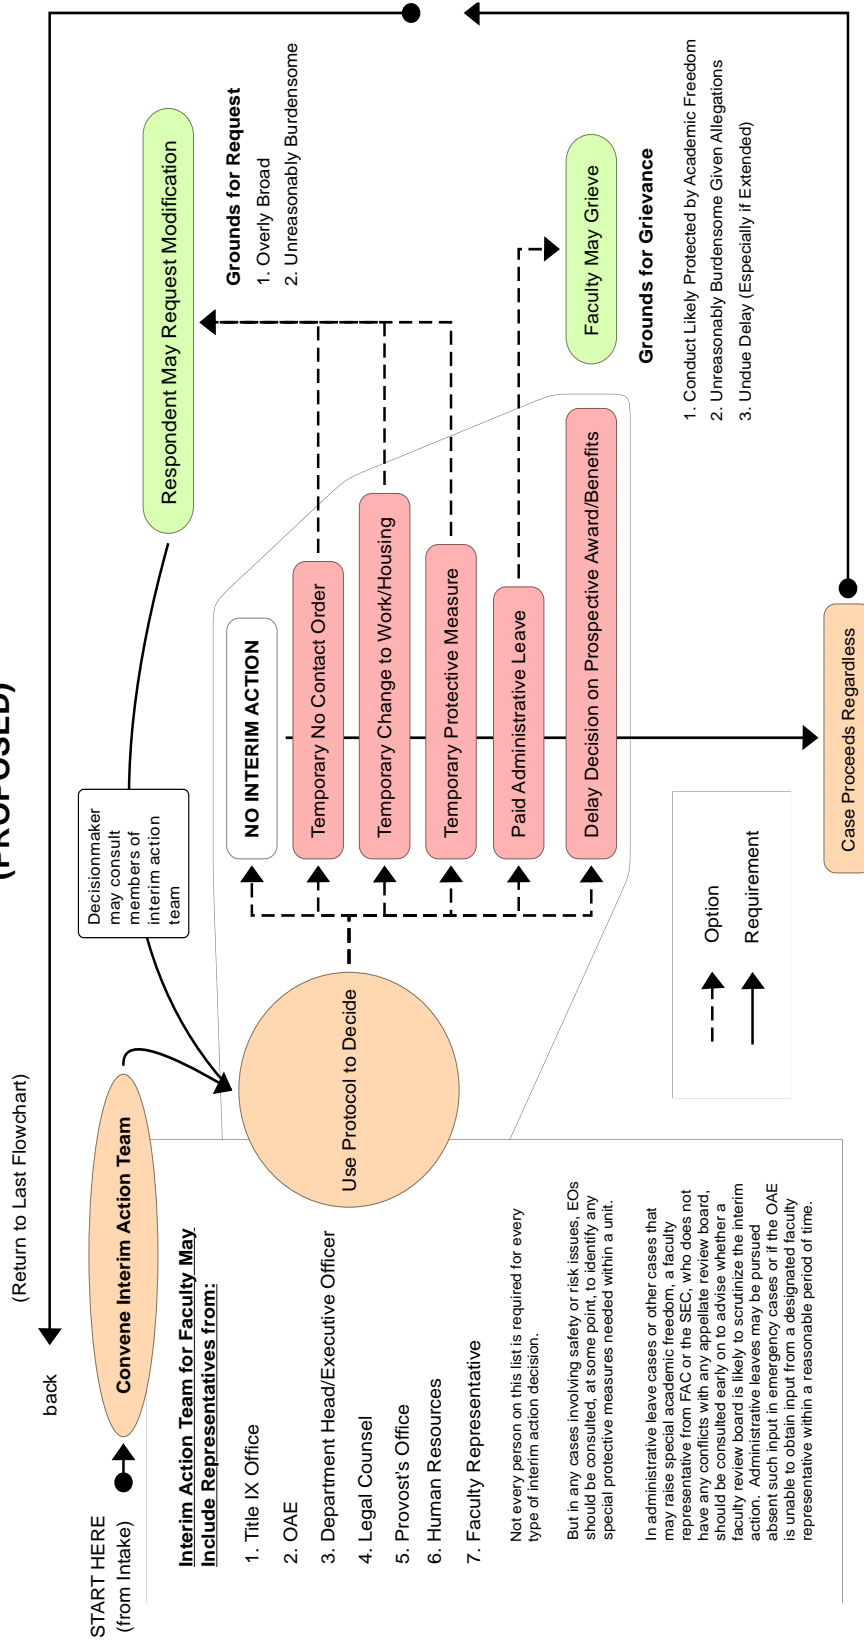 (PROPOSED)
(Return to Last Flowchart)
back
START HERE
(from Intake)
Convene Interim Action Team
Decisionmaker
may consult
members of
interim action
team
Respondent May Request Modification
Grounds for Request
1. Overly Broad
2. Unreasonably Burdensome
Interim Action Team for Faculty May
Include Representatives from:
1. Title IX Office
2. OAE
3. Department Head/Executive Officer
4. Legal Counsel
5. Provost's Office
6. Human Resources
7. Faculty Representative
Not every person on this list is required for every
type of interim action decision.
But in any cases involving safety or risk issues, EOs
should be consulted, at some point, to identify any
special protective measures needed within a unit.
In administrative leave cases or other cases that
may raise special academic freedom, a faculty
representative from FAC or the SEC, who does not
have any conflicts with any appellate review board,
should be consulted early on to advise whether a
faculty review board is likely to scrutinize the interim
action. Administrative leaves may be pursued
absent such input in emergency cases or if the OAE
is unable to obtain input from a designated faculty
representative within a reasonable period of time.
Use Protocol to Decide
NO INTERIM ACTION
Temporary No Contact Order
Temporary Change to Work/Housing
Temporary Protective Measure
Paid Administrative Leave
Delay Decision on Prospective Award/Benefits
Faculty May Grieve
Grounds for Grievance
1. Conduct Likely Protected by Academic Freedom
2. Unreasonably Burdensome Given Allegations
3. Undue Delay (Especially if Extended)
Option
Requirement
Case Proceeds Regardless